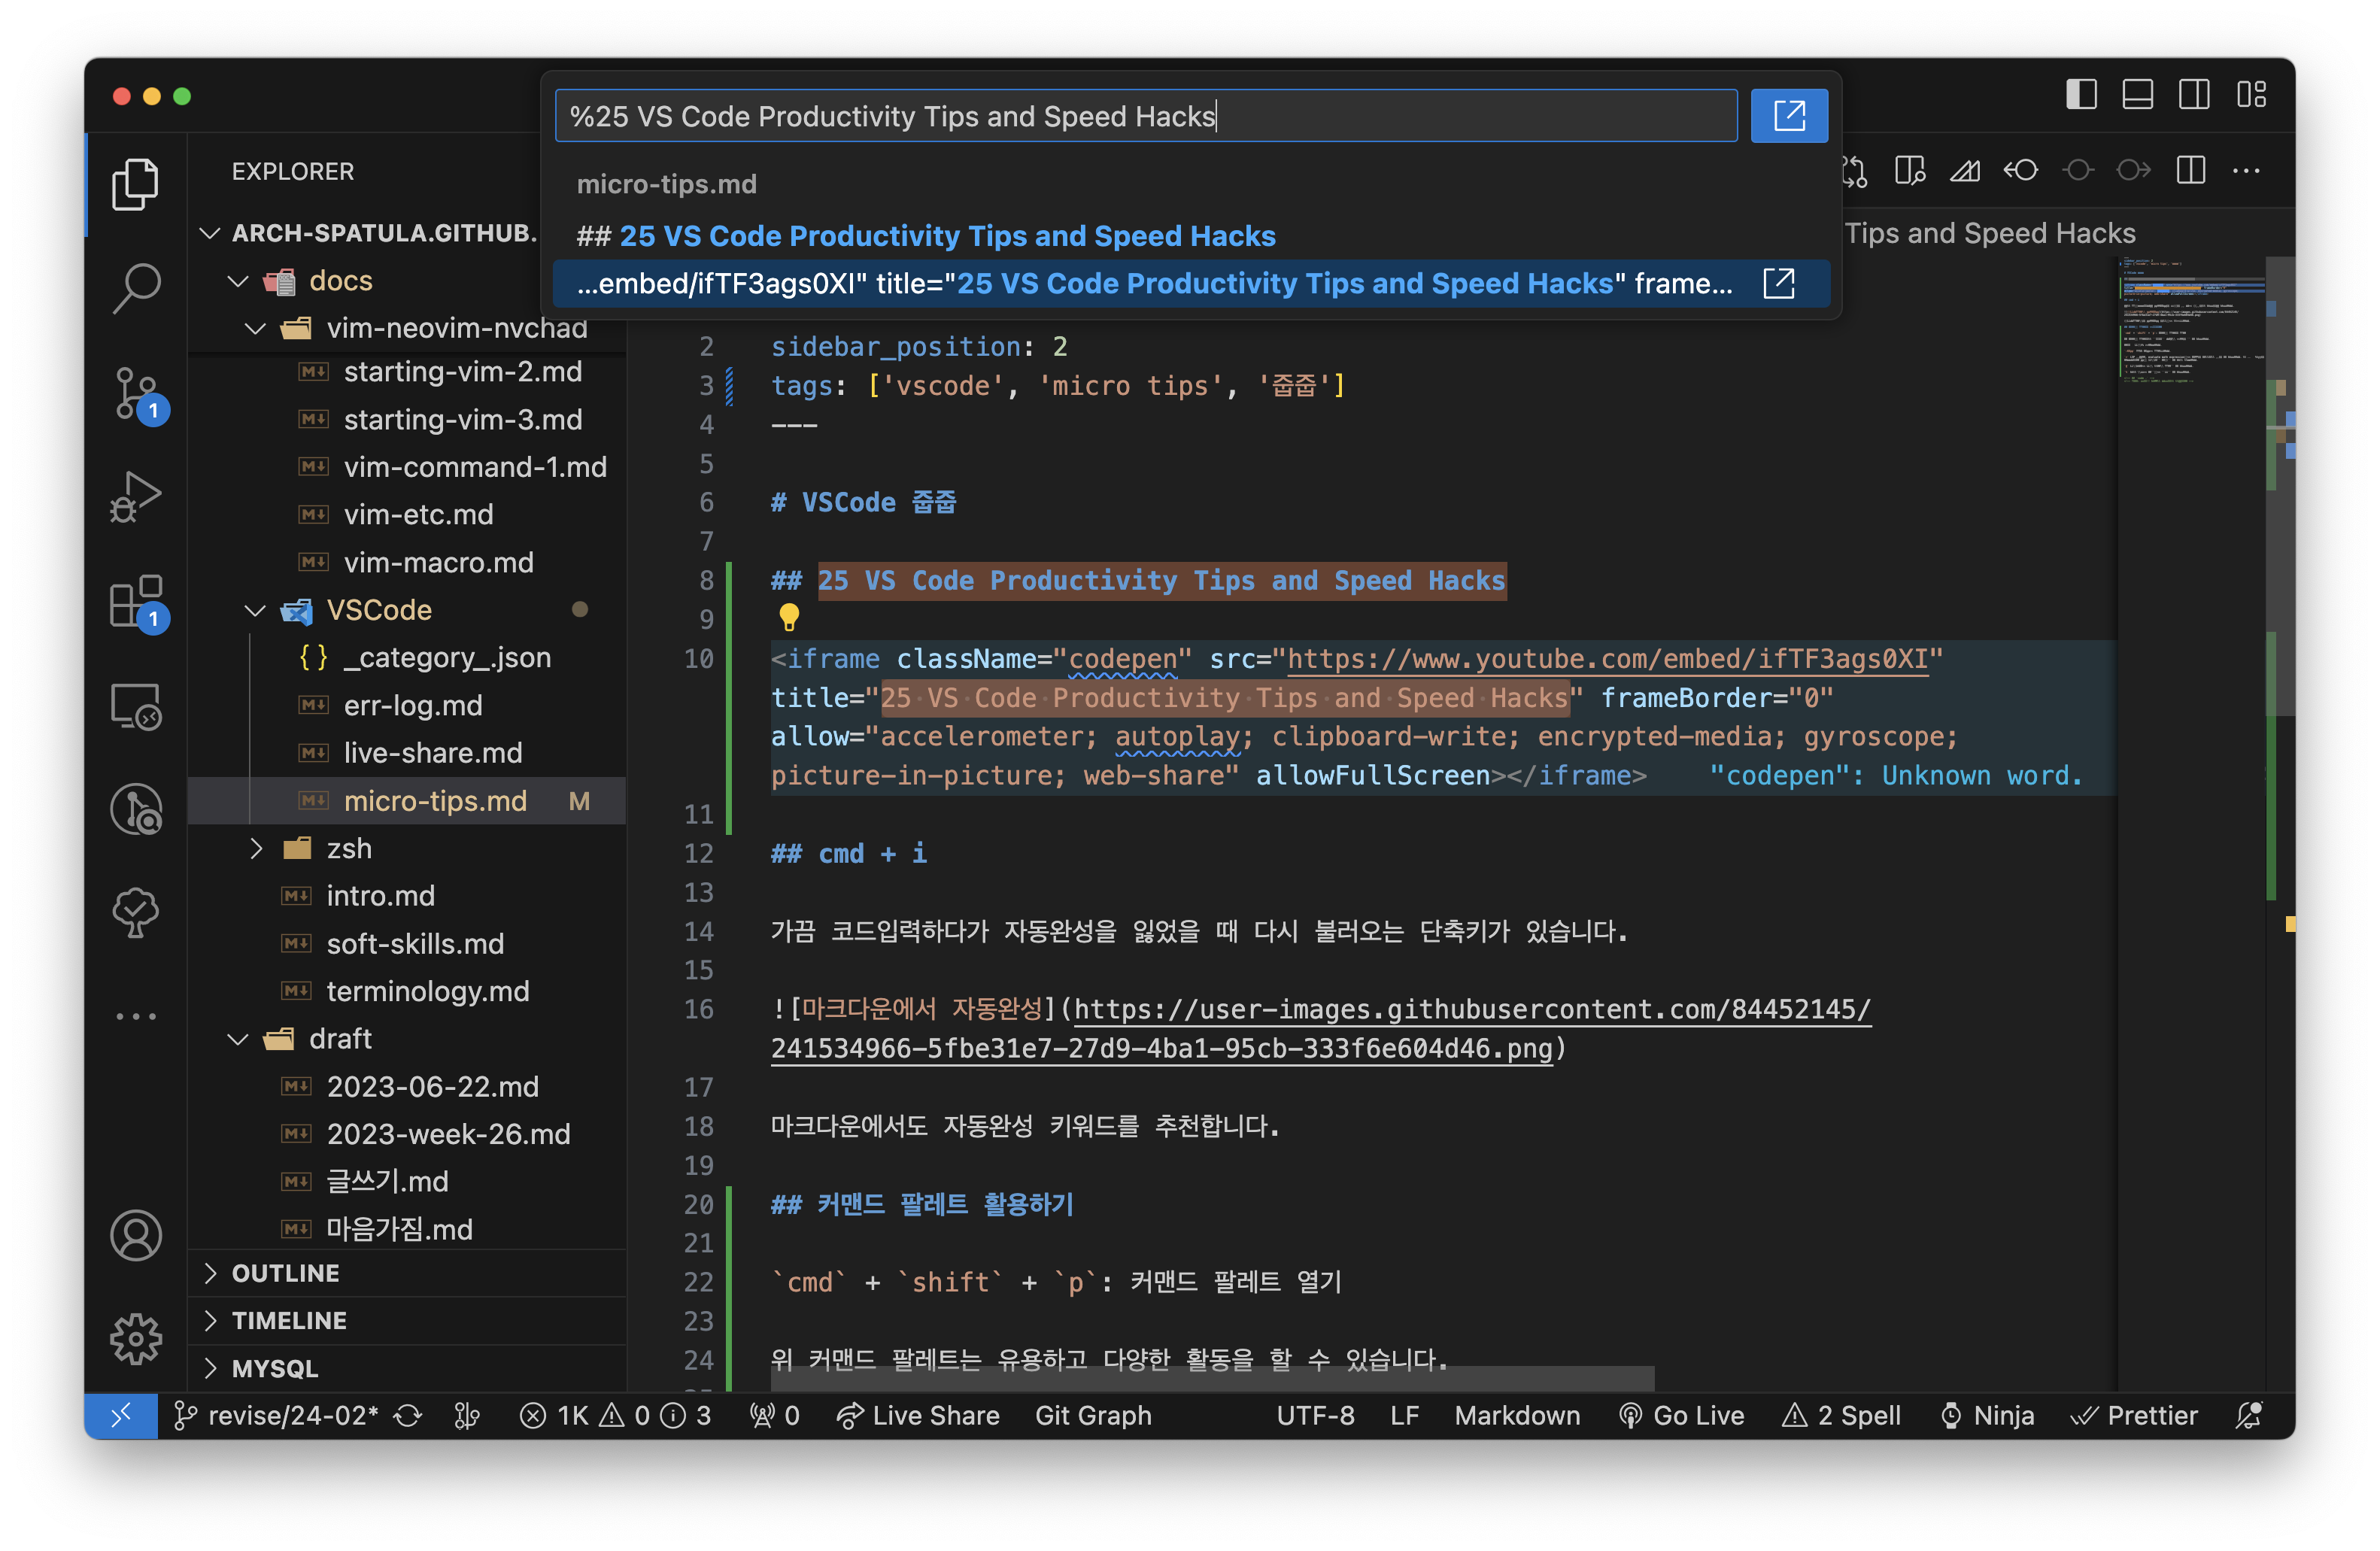 %25 VS Code Productivity Tips and Speed Hacks
micro-tips.md
## 25 VS Code Productivity Tips and Speed Hacks
...embed/ifTF3ags0XI" title="25 VS Code Productivity Tips and Speed Hacks" frame...
Tips and Speed Hacks
EXPLORER
ARCH-SPATULA.GITHUB.
docs
vim-neovim-nvchad
starting-vim-2.md
starting-vim-3.md
vim-command-1.md
vim-etc.md
vim-macro.md
VSCode
_category_.json
err-log.md
live-share.md
micro-tips.md M
zsh
intro.md
soft-skills.md
terminology.md
draft
2023-06-22.md
2023-week-26.md
글쓰기.md
마음가짐.md
OUTLINE
TIMELINE
MYSQL
1
1
2 sidebar_position: 2
3 tags: ['vscode', 'micro tips', '줍줍']
4 ---
5
6 # VSCode 줍줍
7
8 ## 25 VS Code Productivity Tips and Speed Hacks
9
10 <iframe className="codepen" src="https://www.youtube.com/embed/ifTF3ags0XI"
title="25 VS Code Productivity Tips and Speed Hacks" frameBorder="0"
allow="accelerometer; autoplay; clipboard-write; encrypted-media; gyroscope;
picture-in-picture; web-share" allowFullScreen></iframe> "codepen": Unknown word.
11
12 ## cmd + i
13
14 가끔 코드입력하다가 자동완성을 잃었을 때 다시 불러오는 단축키가 있습니다.
15
16 ![마크다운에서 자동완성](https://user-images.githubusercontent.com/84452145/
241534966-5fbe31e7-27d9-4ba1-95cb-333f6e604d46.png)
17
18 마크다운에서도 자동완성 키워드를 추천합니다.
19
20 ## 커맨드 팔레트 활용하기
21
22 `cmd` + `shift` + `p`: 커맨드 팔레트 열기
23
24 위 커맨드 팔레트는 유용하고 다양한 활동을 할 수 있습니다.
revise/24-02* 1K 0 3 0 Live Share Git Graph UTF-8 LF Markdown Go Live 2 Spell Ninja Prettier